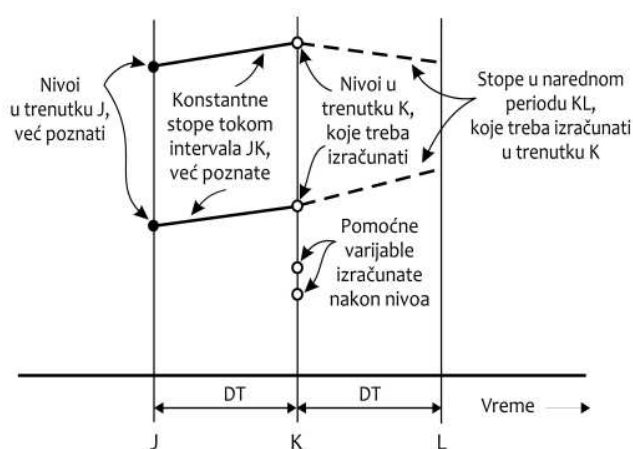 Nivoi
u trenutku J,
već poznati
Konstantne
stope tokom
intervala JK,
već poznate
Nivoi u
trenutku K,
koje treba
izračunati
Stope u narednom
periodu KL,
koje treba izračunati
u trenutku K
Pomoćne
varijable
izračunate
nakon nivoa
DT
DT
Vreme
J
K
L